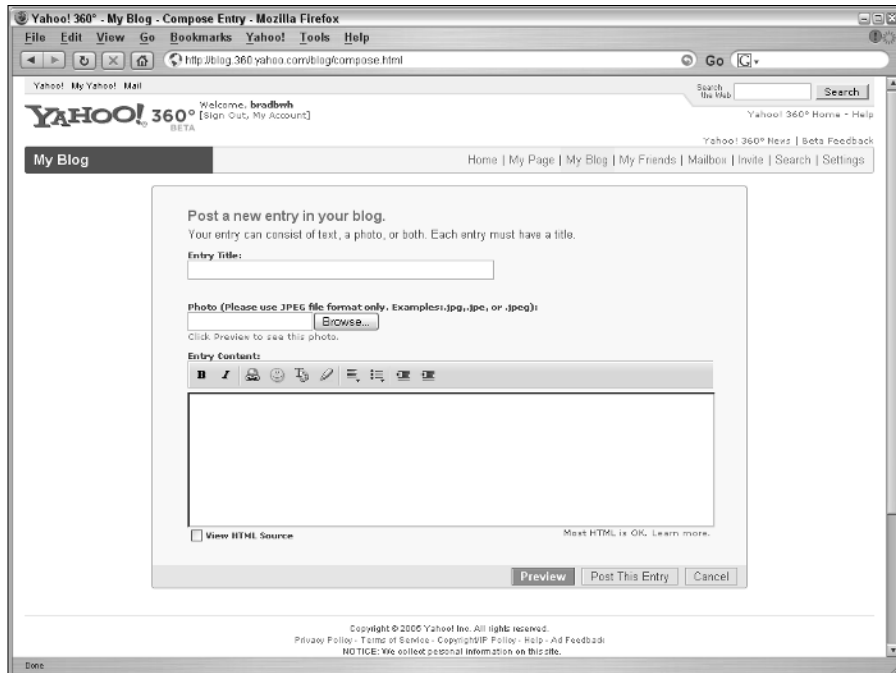 Yahoo! 360° - My Blog - Compose Entry - Mozilla Firefox
File Edit View Go Bookmarks Yahoo! Tools Help
http://blog.360.yahoo.com/blog/compose.html Go G
Yahoo! My Yahoo! Mail
Search the Web Search
YAHOO! 360° BETA
Welcome, bradbwh
[Sign Out, My Account]
Yahoo! 360° Home - Help
Yahoo! 360° News | Beta Feedback
My Blog
Home | My Page | My Blog | My Friends | Mailbox | Invite | Search | Settings
Post a new entry in your blog.
Your entry can consist of text, a photo, or both. Each entry must have a title.
Entry Title:
Photo (Please use JPEG file format only. Examples:.jpg,.jpe, or .jpeg):
Browse...
Click Preview to see this photo.
Entry Content:
B I
View HTML Source
Most HTML is OK. Learn more.
Preview Post This Entry Cancel
Copyright © 2005 Yahoo! Inc. All rights reserved.
Privacy Policy - Terms of Service - Copyright/IP Policy - Help - Ad Feedback
NOTICE: We collect personal information on this site.
Done